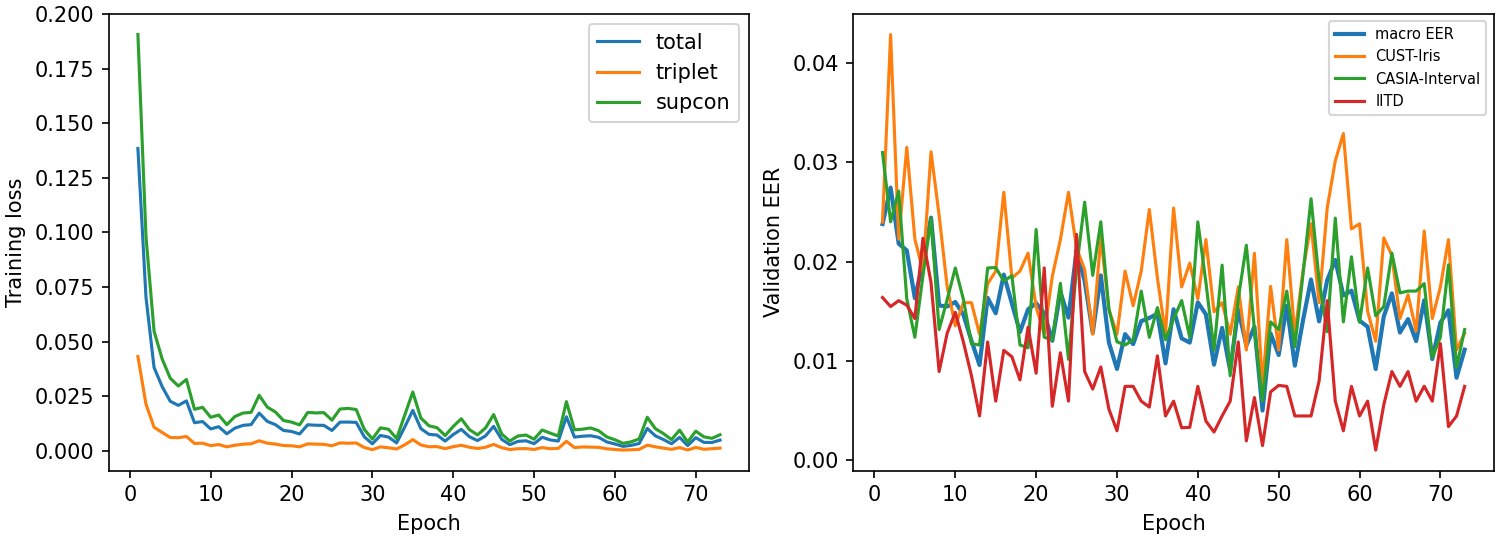 Training loss
0.200
0.175
0.150
0.125
0.100
0.075
0.050
0.025
0.000
total
triplet
supcon
0 10 20 30 40 50 60 70
Epoch
Validation EER
0.04
0.03
0.02
0.01
0.00
macro EER
CUST-Iris
CASIA-Interval
IITD
0 10 20 30 40 50 60 70
Epoch